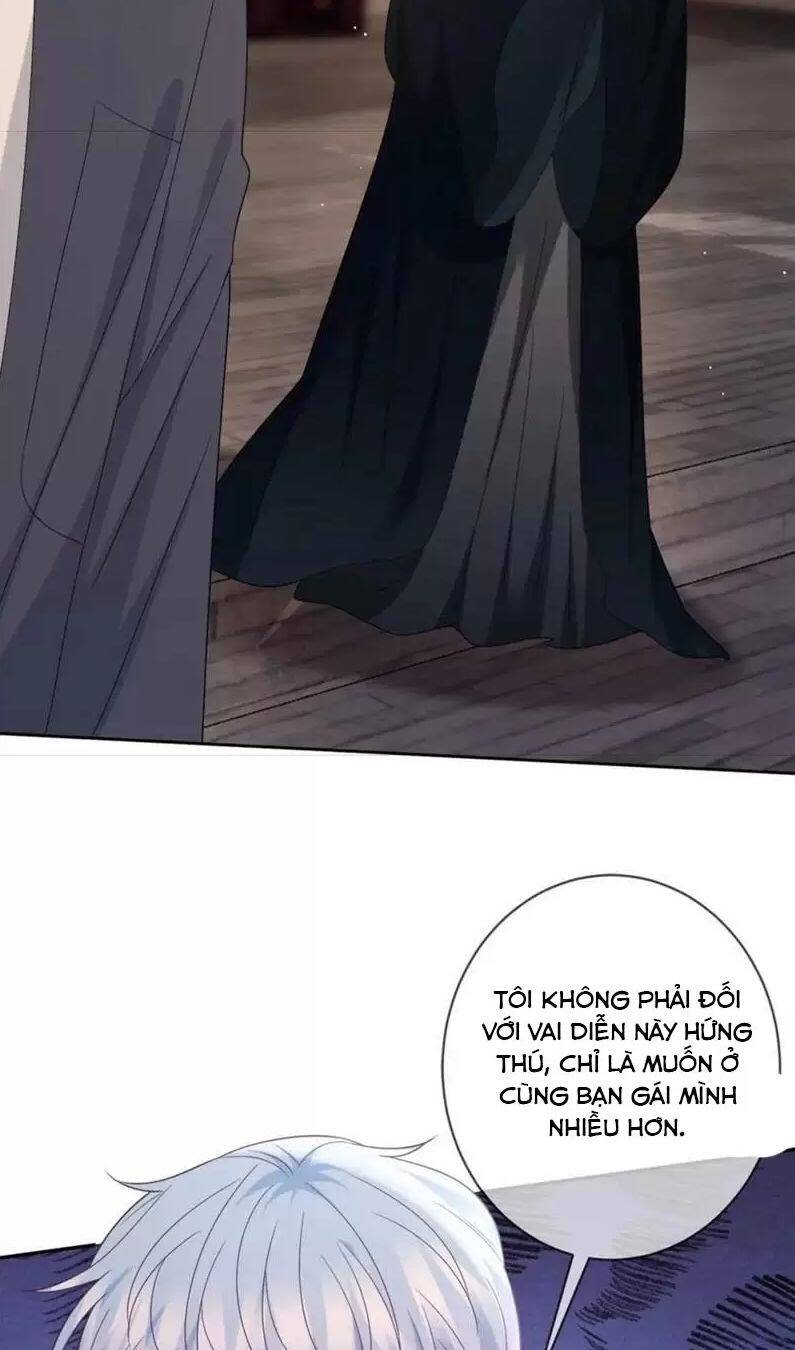 TÔI KHÔNG PHẢI ĐỐI
VỚI VAI DIỄN NÀY HỨNG
THÚ, CHỈ LÀ MUỐN Ở
CÙNG BẠN GÁI MÌNH
NHIỀU HƠN.